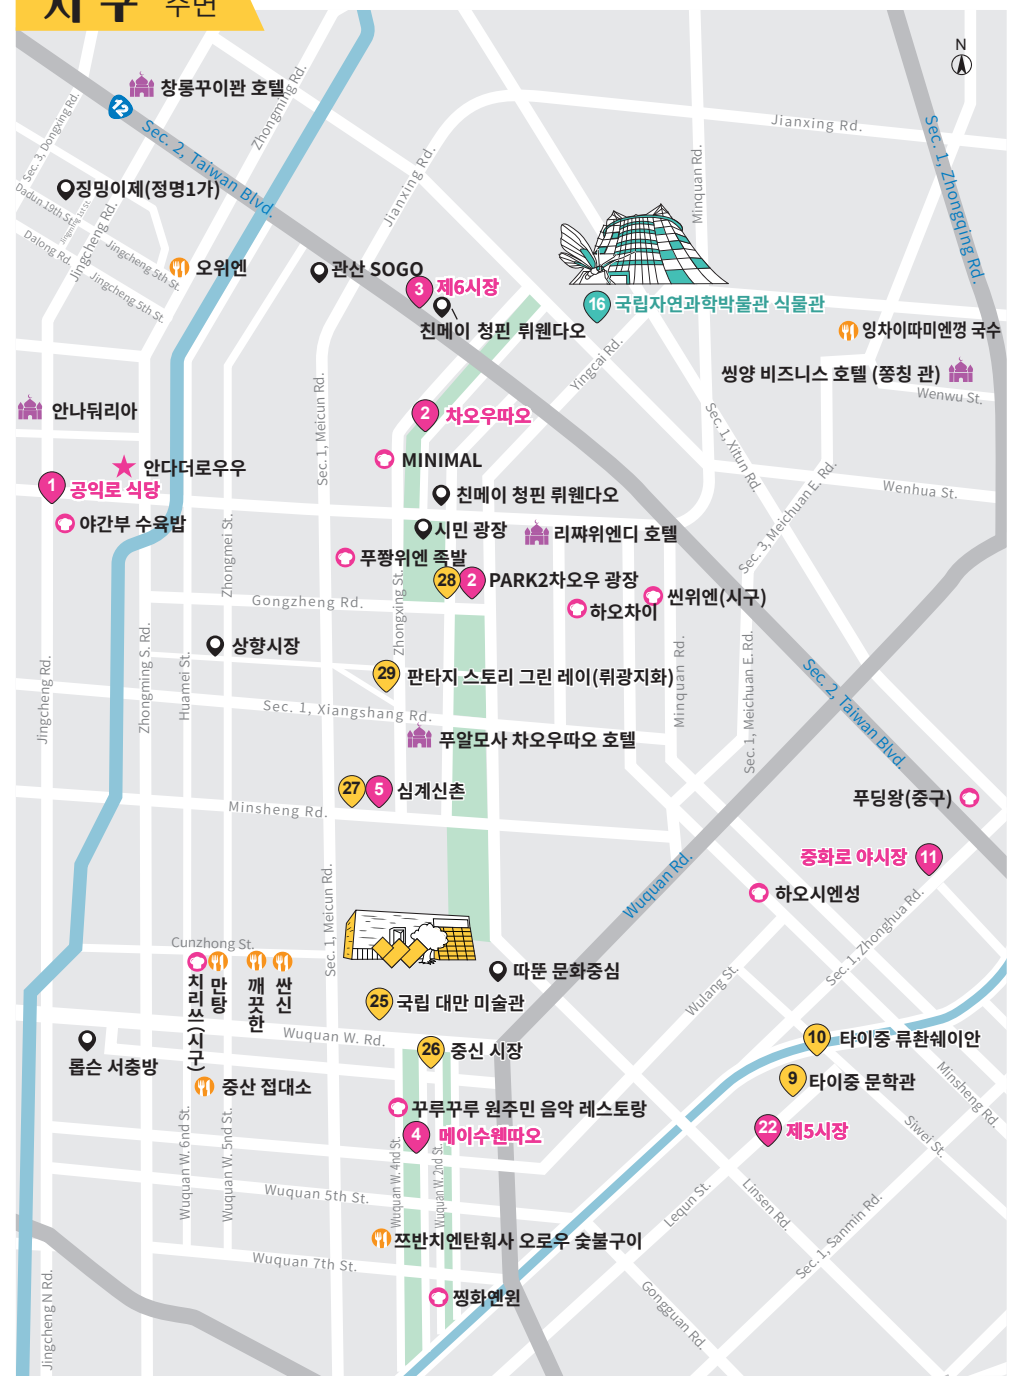 시구 주변
N
창롱꾸이꽌 호텔
12
Sec. 2, Taiwan Blvd.
Zhongming Rd.
Sec. 3, Dongxing Rd.
Jianxing Rd.
Jianxing Rd.
Minquan Rd.
Sec. 1, Zhongqing Rd.
징밍이제(정명1가)
Dadun 19th St.
Jingming 1st St.
Jingcheng Rd.
Dalong Rd.
Jingcheng 5th St.
Jingcheng 5th St.
오위엔
관산 SOGO
3 제6시장
친메이 청핀 뤼웬다오
16 국립자연과학박물관 식물관
잉차이따미엔껑 국수
Yingcai Rd.
씽양 비즈니스 호텔 (쫑칭 관)
Wenwu St.
안나둬리아
Sec. 1, Meicun Rd.
2 차오우따오
Sec. 1, Xitun Rd.
MINIMAL
안다더로우우
1 공익로 식당
야간부 수육밥
친메이 청핀 뤼웬다오
Wenhua St.
Sec. 3, Meichuan E. Rd.
시민 광장
리쨔위엔디 호텔
Zhongmei St.
푸짱위엔 족발
28 2 PARK2차오우 광장
Gongzheng Rd.
Zhongxing St.
하오차이
씬위엔(시구)
상향시장
Zhongming S. Rd.
Huamei St.
Jingcheng Rd.
29 판타지 스토리 그린 레이(뤼광지화)
Minquan Rd.
Sec. 1, Meichuan E. Rd.
Sec. 2, Taiwan Blvd.
Sec. 1, Xiangshang Rd.
푸알모사 차오우따오 호텔
27 5 심계신촌
Minsheng Rd.
푸딩왕(중구)
중화로 야시장 11
Wuquan Rd.
하오시엔성
Sec. 1, Meicun Rd.
Sec. 1, Zhonghua Rd.
Cunzhong St.
치리쓰(시구)
만탕
깨끗한
싼신
따뚠 문화중심
Wulang St.
25 국립 대만 미술관
Wuquan W. Rd.
26 중신 시장
롭슨 서충방
10 타이중 류촨쉐이안
9 타이중 문학관
Minsheng Rd.
중산 접대소
꾸루꾸루 원주민 음악 레스토랑
4 메이수웬따오
22 제5시장
Siwei St.
Wuquan W. 6nd St.
Wuquan W. 5nd St.
Wuquan W. 4nd St.
Wuquan W. 2nd St.
Wuquan 5th St.
Lequn St.
Linsen Rd.
Sec. 1, Sanmin Rd.
쯔반치엔탄훠사 오로우 숯불구이
Wuquan 7th St.
Jingcheng N Rd.
찡화옌윈
Gongguan Rd.